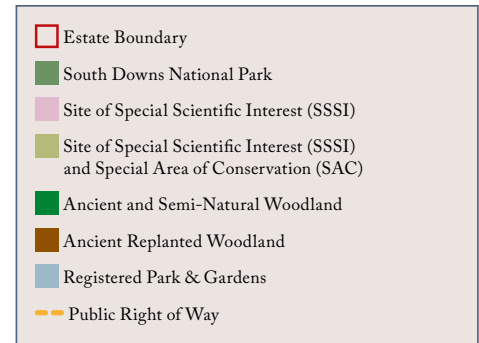 Estate Boundary
South Downs National Park
Site of Special Scientific Interest (SSSI)
Site of Special Scientific Interest (SSSI)
and Special Area of Conservation (SAC)
Ancient and Semi-Natural Woodland
Ancient Replanted Woodland
Registered Park & Gardens
Public Right of Way